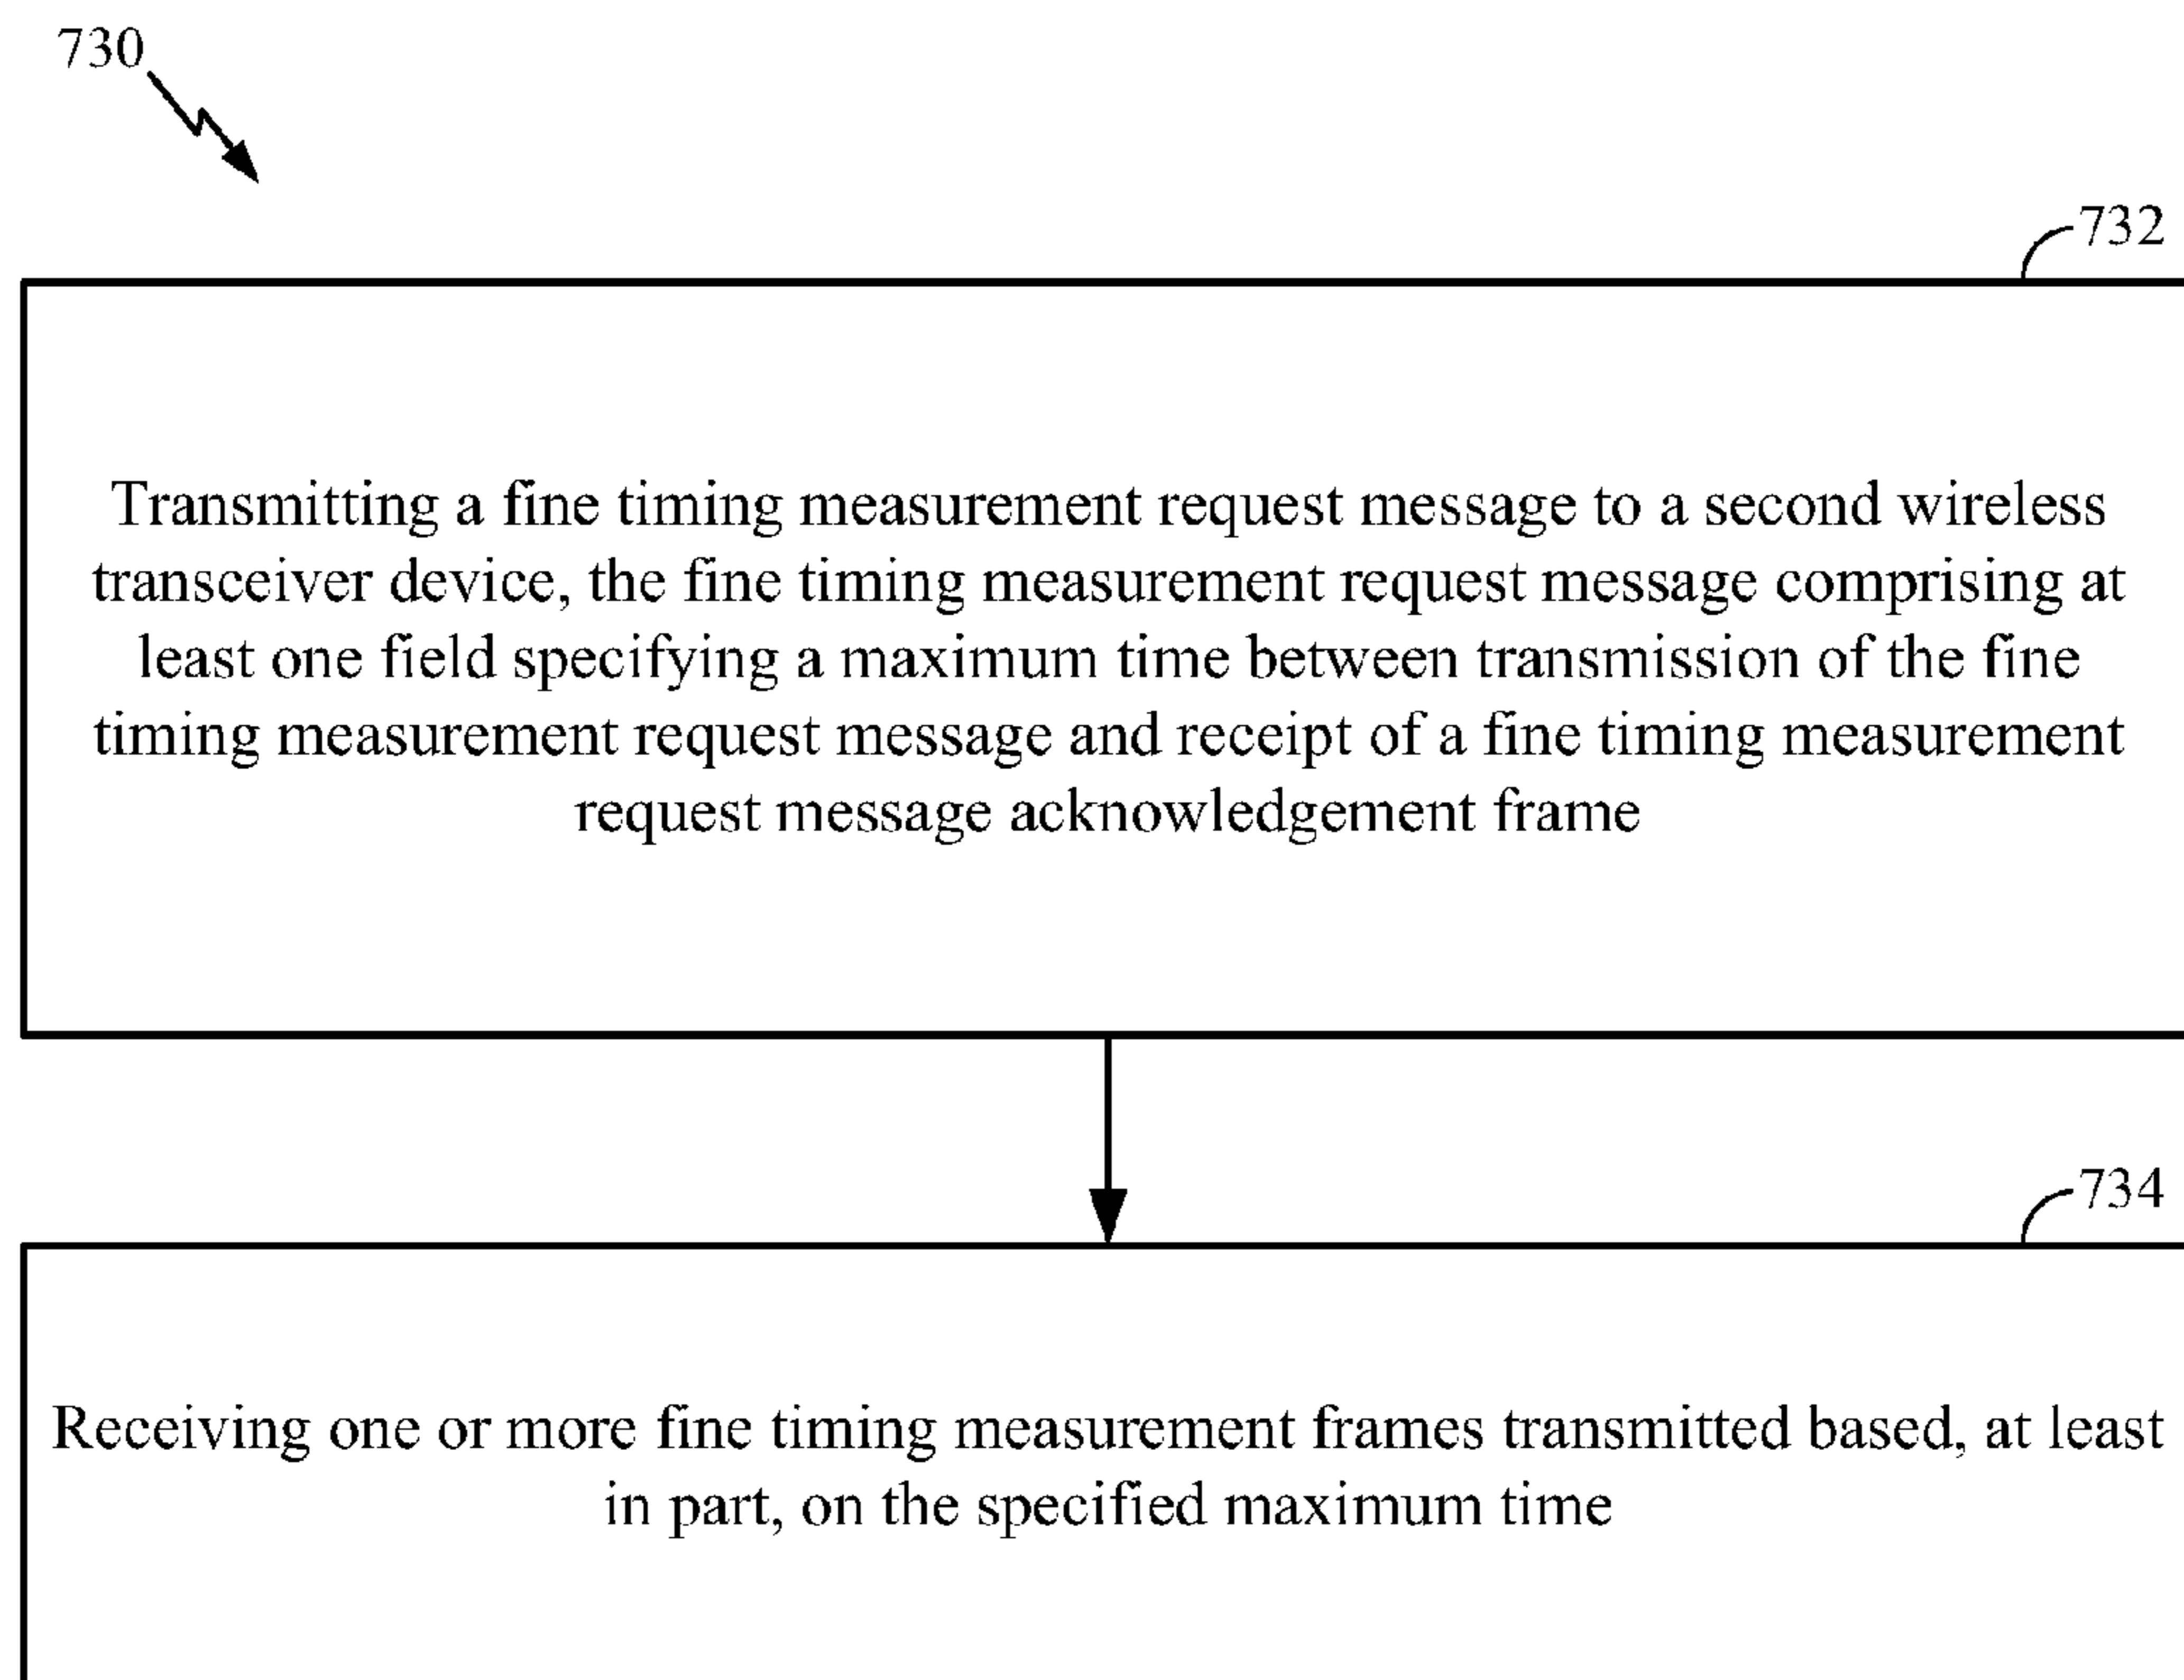 730
732
Transmitting a fine timing measurement request message to a second wireless
transceiver device, the fine timing measurement request message comprising at
least one field specifying a maximum time between transmission of the fine
timing measurement request message and receipt of a fine timing measurement
request message acknowledgement frame
734
Receiving one or more fine timing measurement frames transmitted based, at least
in part, on the specified maximum time